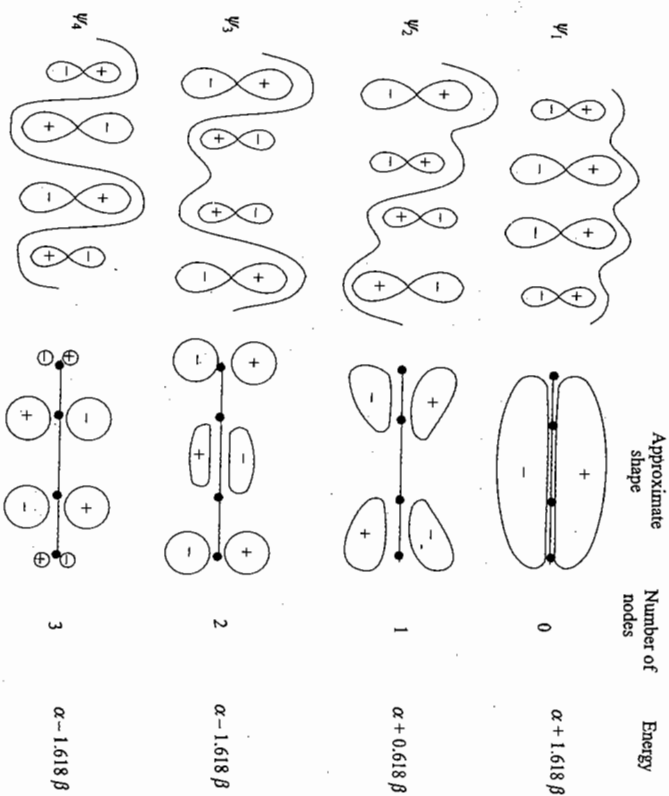 Approximate shape Number of nodes Energy
ψ1
+ + + + +
− − − − −
0 α + 1.618 β
ψ2
+ + − − + −
− − + + − +
1 α + 0.618 β
ψ3
+ − − + + − +
− + + − − + −
2 α − 1.618 β
ψ4
+ − + − + − + −
− + − + − + − +
3 α − 1.618 β